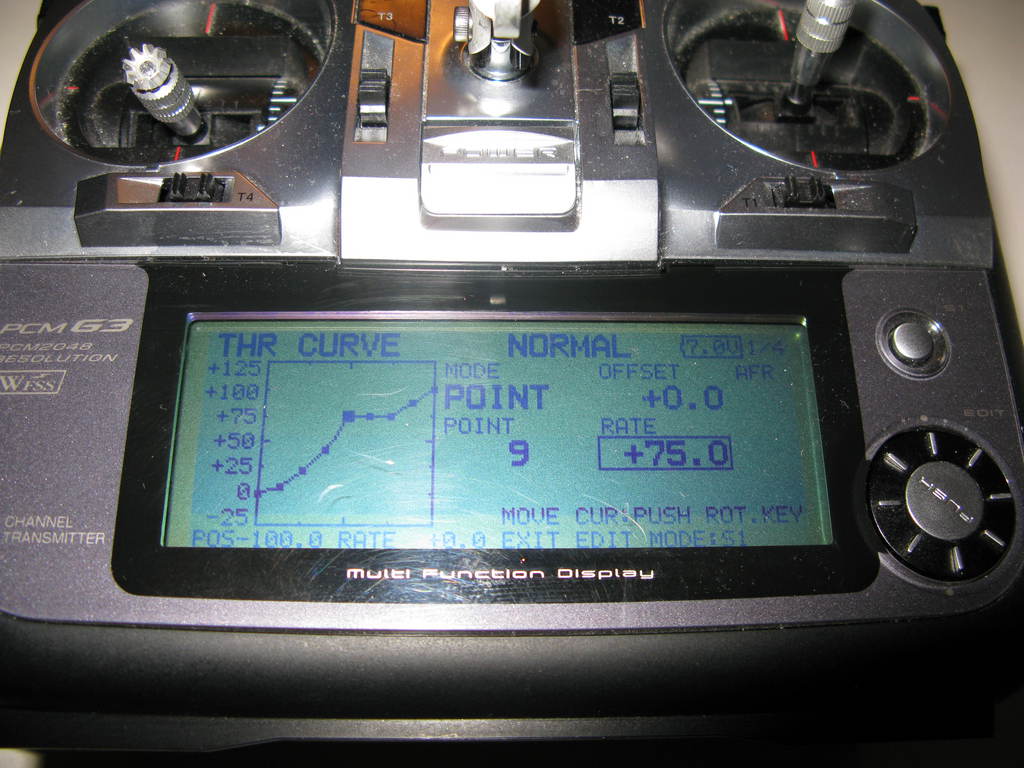 T3
T2
POWER
T4
T1
PCM G3
PCM2048
RESOLUTION
WFSS
CHANNEL
TRANSMITTER
THR CURVE NORMAL 7.0V 1/4
+125 MODE OFFSET AFR
+100 POINT +0.0
+75 POINT RATE
+50 9 +75.0
+25
0
-25 MOVE CUR:PUSH ROT.KEY
POS-100.0 RATE +0.0 EXIT EDIT MODE:S1
Multi Function Display
S1
EDIT
PUSH